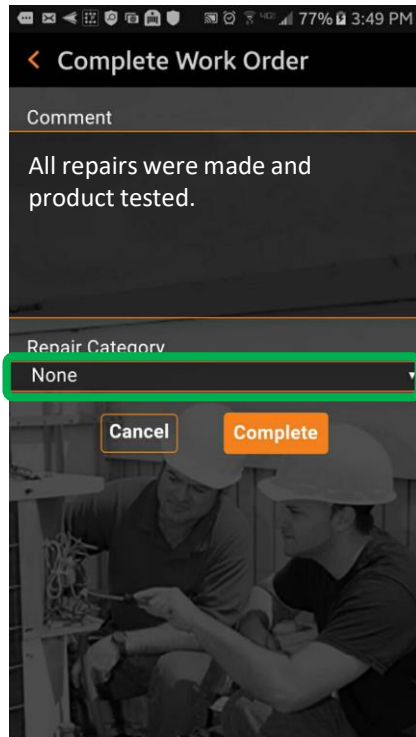 77% 3:49 PM
Complete Work Order
Comment
All repairs were made and
product tested.
Repair Category
None
Cancel Complete